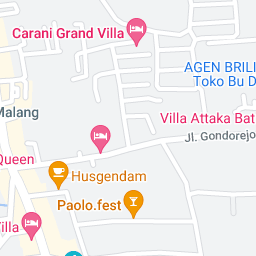 Carani Grand Villa
AGEN BRILI
Toko Bu D
Malang
Villa Attaka Bat
Jl. Gondorejo
Queen
Husgendam
Paolo.fest
Villa